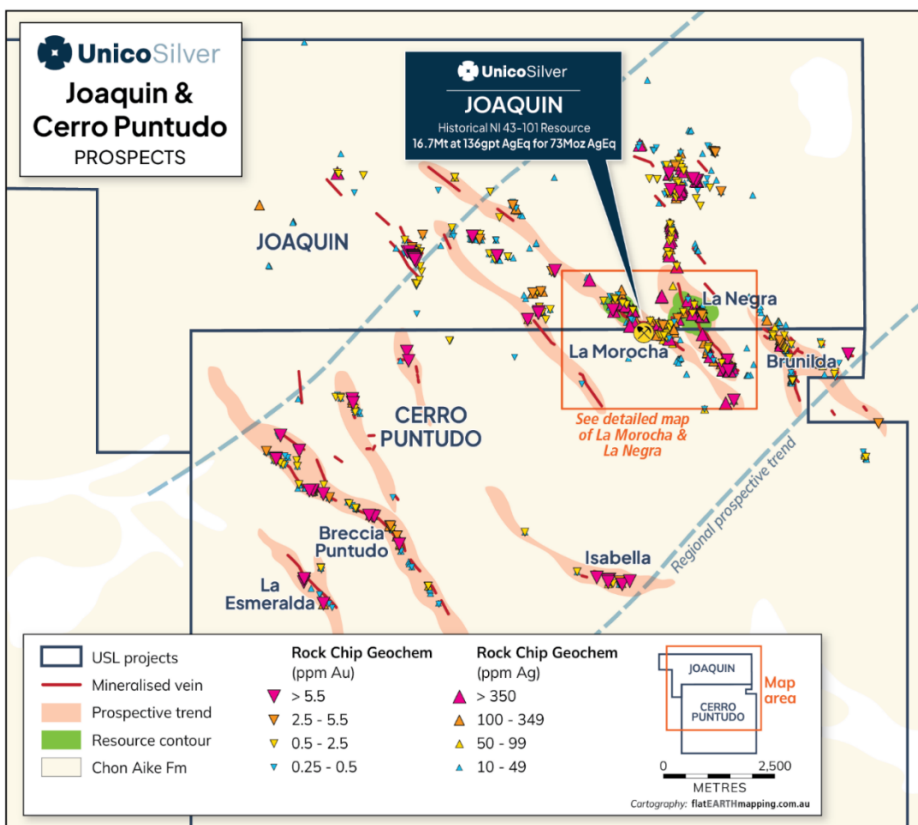 UnicoSilver
Joaquin &
Cerro Puntudo
PROSPECTS
UnicoSilver
JOAQUIN
Historical NI 43-101 Resource
16.7Mt at 136gpt AgEq for 73Moz AgEq
JOAQUIN
La Negra
La Morocha
Brunilda
CERRO
PUNTUDO
See detailed map
of La Morocha &
La Negra
Regional prospective trend
Breccia
Puntudo
Isabella
La
Esmeralda
USL projects
Mineralised vein
Prospective trend
Resource contour
Chon Aike Fm
Rock Chip Geochem
(ppm Au)
> 5.5
2.5 - 5.5
0.5 - 2.5
0.25 - 0.5
Rock Chip Geochem
(ppm Ag)
> 350
100 - 349
50 - 99
10 - 49
JOAQUIN
CERRO
PUNTUDO
Map
area
0 2,500
METRES
Cartography: flatEARTHmapping.com.au